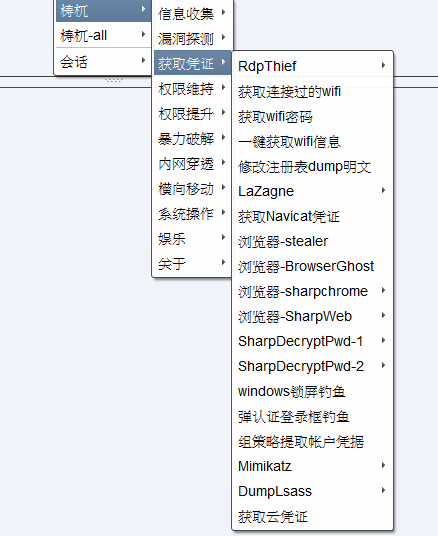 梼杌
梼杌-all
会话
信息收集
漏洞探测
获取凭证
权限维持
权限提升
暴力破解
内网穿透
横向移动
系统操作
娱乐
关于
RdpThief
获取连接过的wifi
获取wifi密码
一键获取wifi信息
修改注册表dump明文
LaZagne
获取Navicat凭证
浏览器-stealer
浏览器-BrowserGhost
浏览器-sharpchrome
浏览器-SharpWeb
SharpDecryptPwd-1
SharpDecryptPwd-2
windows锁屏钓鱼
弹认证登录框钓鱼
组策略提取帐户凭据
Mimikatz
DumpLsass
获取云凭证